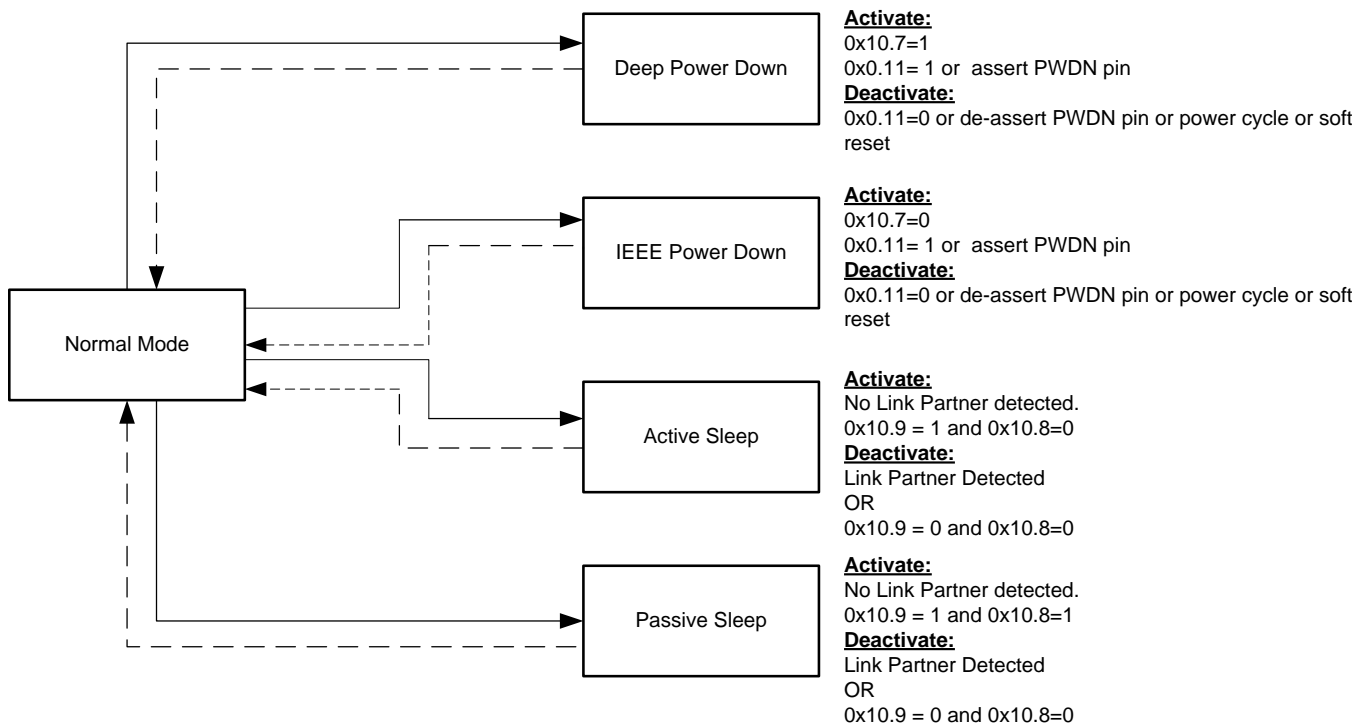 Deep Power Down
Activate:
0x10.7=1
0x0.11= 1 or  assert PWDN pin
Deactivate:
0x0.11=0 or de-assert PWDN pin or power cycle or soft
reset
IEEE Power Down
Activate:
0x10.7=0
0x0.11= 1 or  assert PWDN pin
Deactivate:
0x0.11=0 or de-assert PWDN pin or power cycle or soft
reset
Normal Mode
Active Sleep
Activate:
No Link Partner detected.
0x10.9 = 1 and 0x10.8=0
Deactivate:
Link Partner Detected
OR
0x10.9 = 0 and 0x10.8=0
Passive Sleep
Activate:
No Link Partner detected.
0x10.9 = 1 and 0x10.8=1
Deactivate:
Link Partner Detected
OR
0x10.9 = 0 and 0x10.8=0